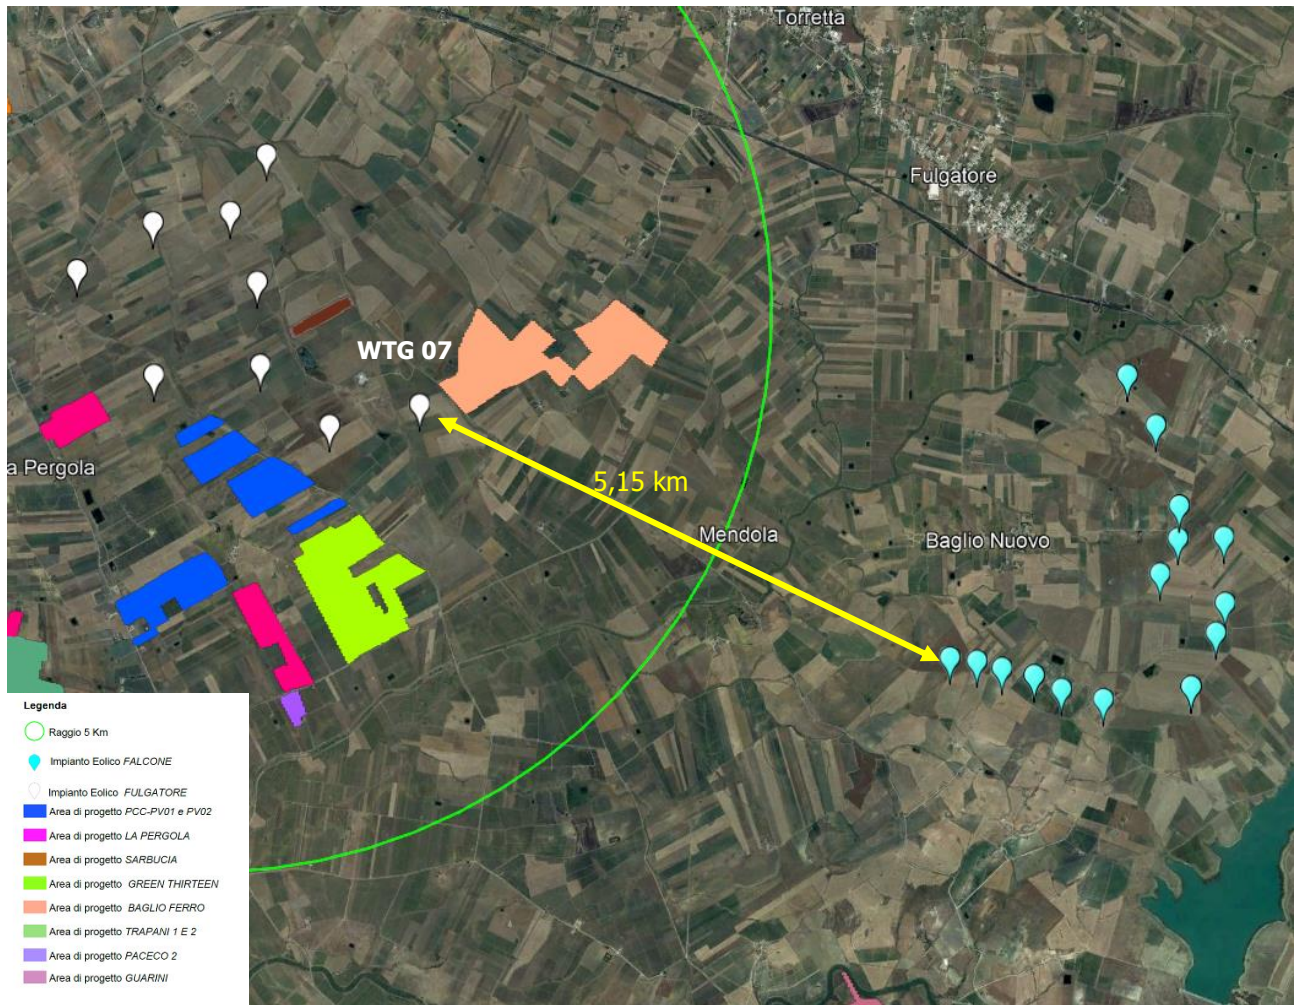 Torretta
Fulgatore
WTG 07
a Pergola
5,15 km
Mendola
Baglio Nuovo
Legenda
Raggio 5 Km
Impianto Eolico FALCONE
Impianto Eolico FULGATORE
Area di progetto PCC-PV01 e PV02
Area di progetto LA PERGOLA
Area di progetto SARBUCIA
Area di progetto GREEN THIRTEEN
Area di progetto BAGLIO FERRO
Area di progetto TRAPANI 1 E 2
Area di progetto PACECO 2
Area di progetto GUARINI